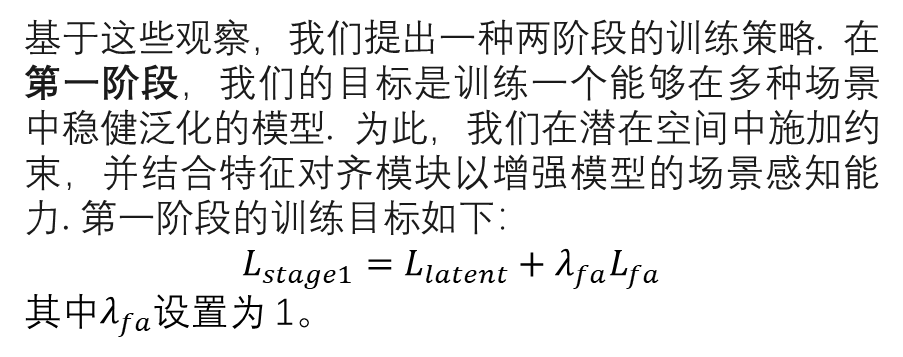 基于这些观察，我们提出一种两阶段的训练策略. 在
第一阶段，我们的目标是训练一个能够在多种场景
中稳健泛化的模型. 为此，我们在潜在空间中施加约
束，并结合特征对齐模块以增强模型的场景感知能
力. 第一阶段的训练目标如下：
L_{stage1} = L_{latent} + λ_{fa}L_{fa}
其中λ_{fa}设置为 1。